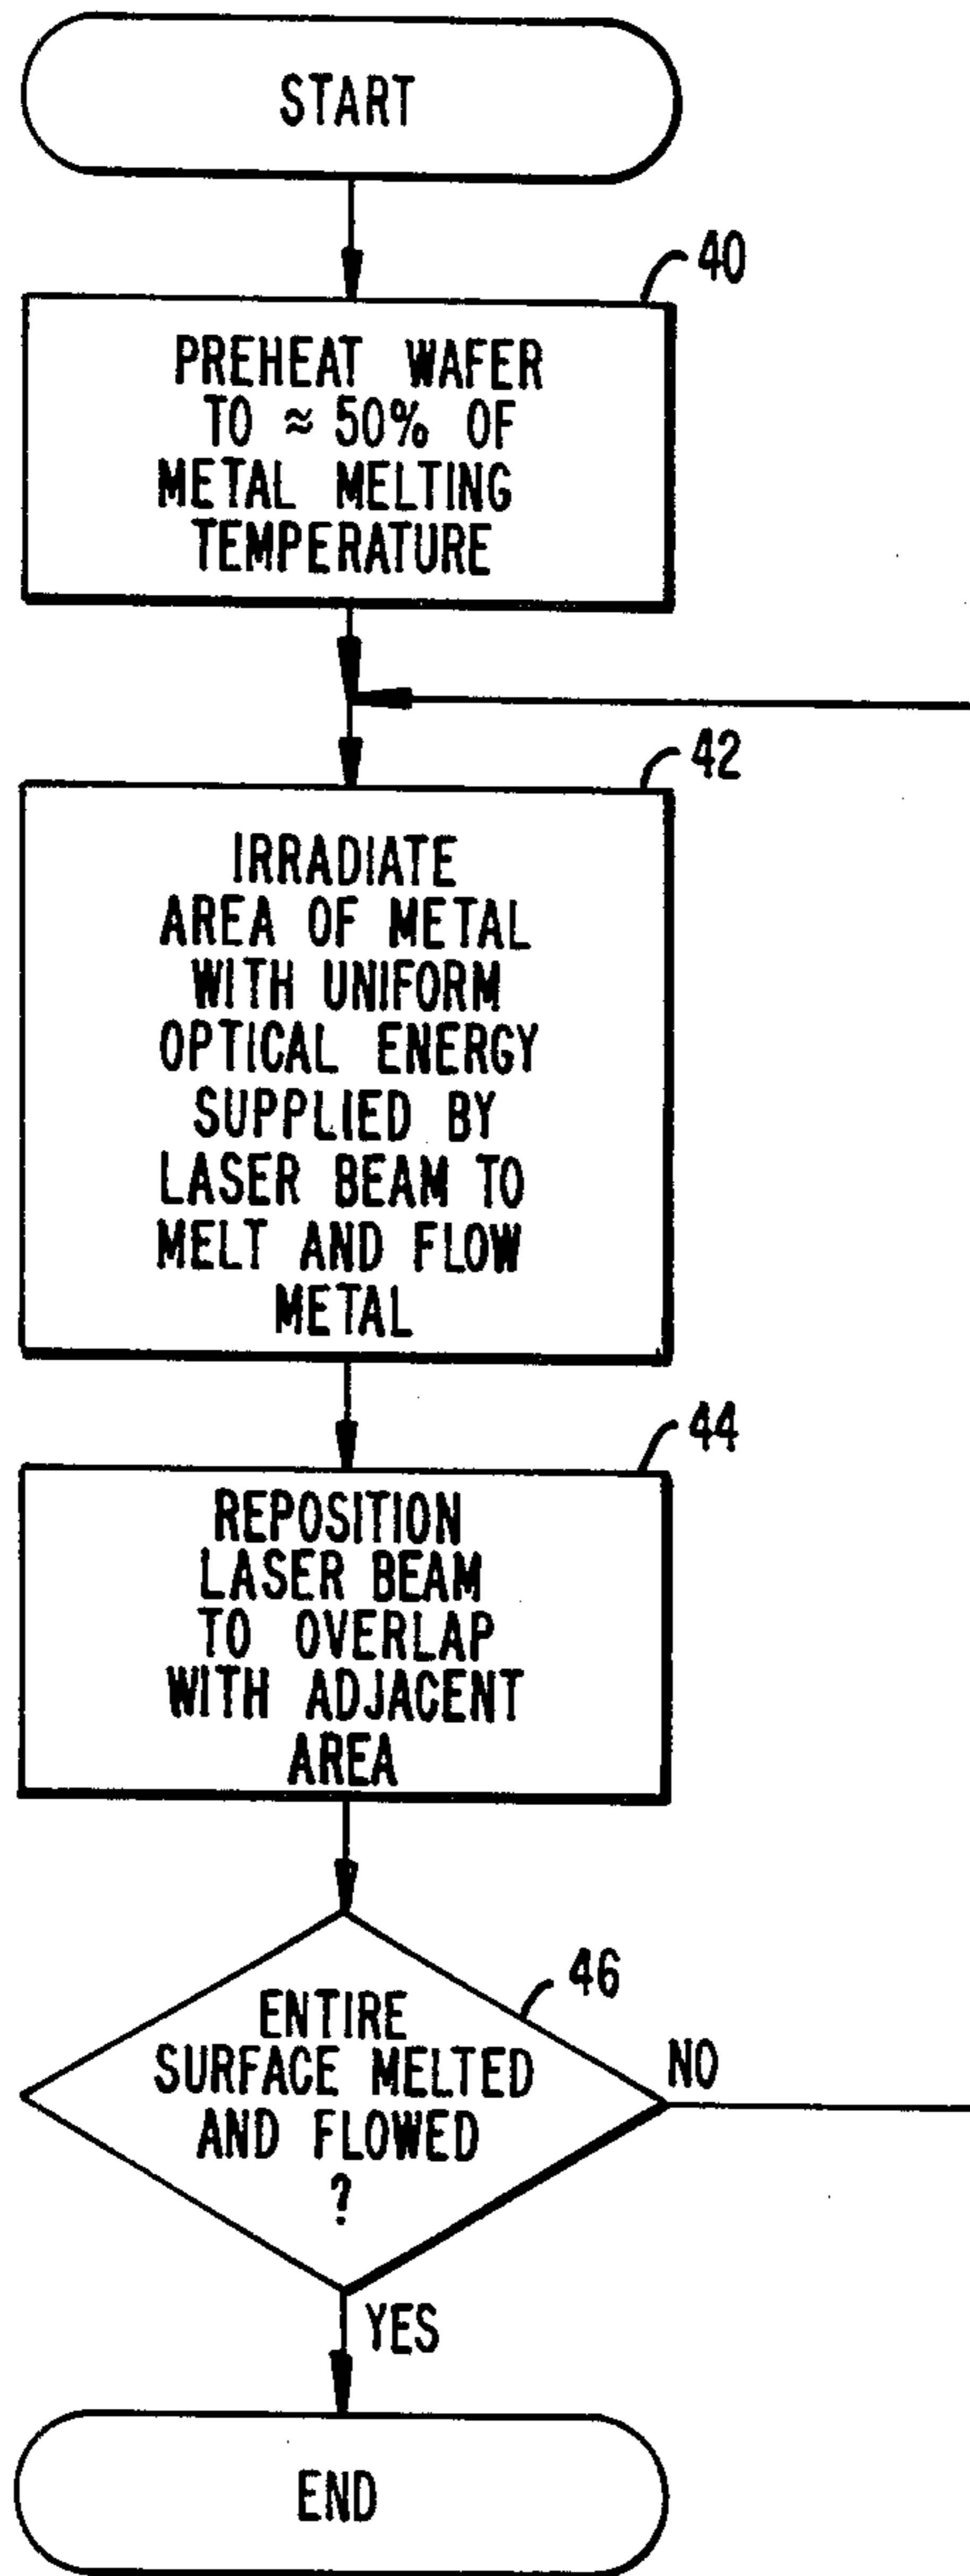 START
40
PREHEAT WAFER
TO ≈ 50% OF
METAL MELTING
TEMPERATURE
42
IRRADIATE
AREA OF METAL
WITH UNIFORM
OPTICAL ENERGY
SUPPLIED BY
LASER BEAM TO
MELT AND FLOW
METAL
44
REPOSITION
LASER BEAM
TO OVERLAP
WITH ADJACENT
AREA
46
ENTIRE
SURFACE MELTED
AND FLOWED
?
NO
YES
END